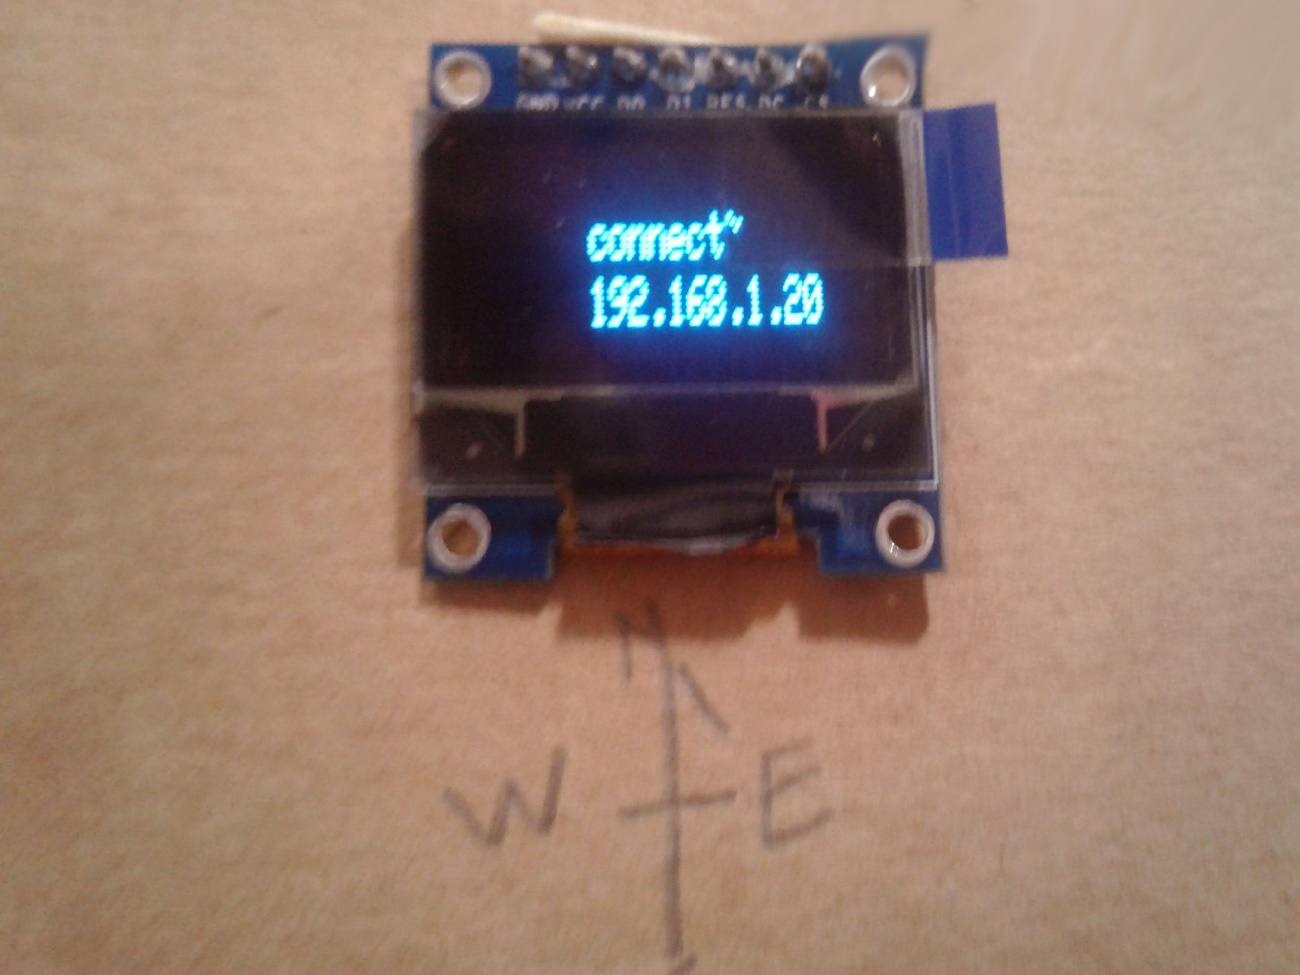 GND VCC D0 D1 RES DC CS
connect"
192.168.1.20
N
W E